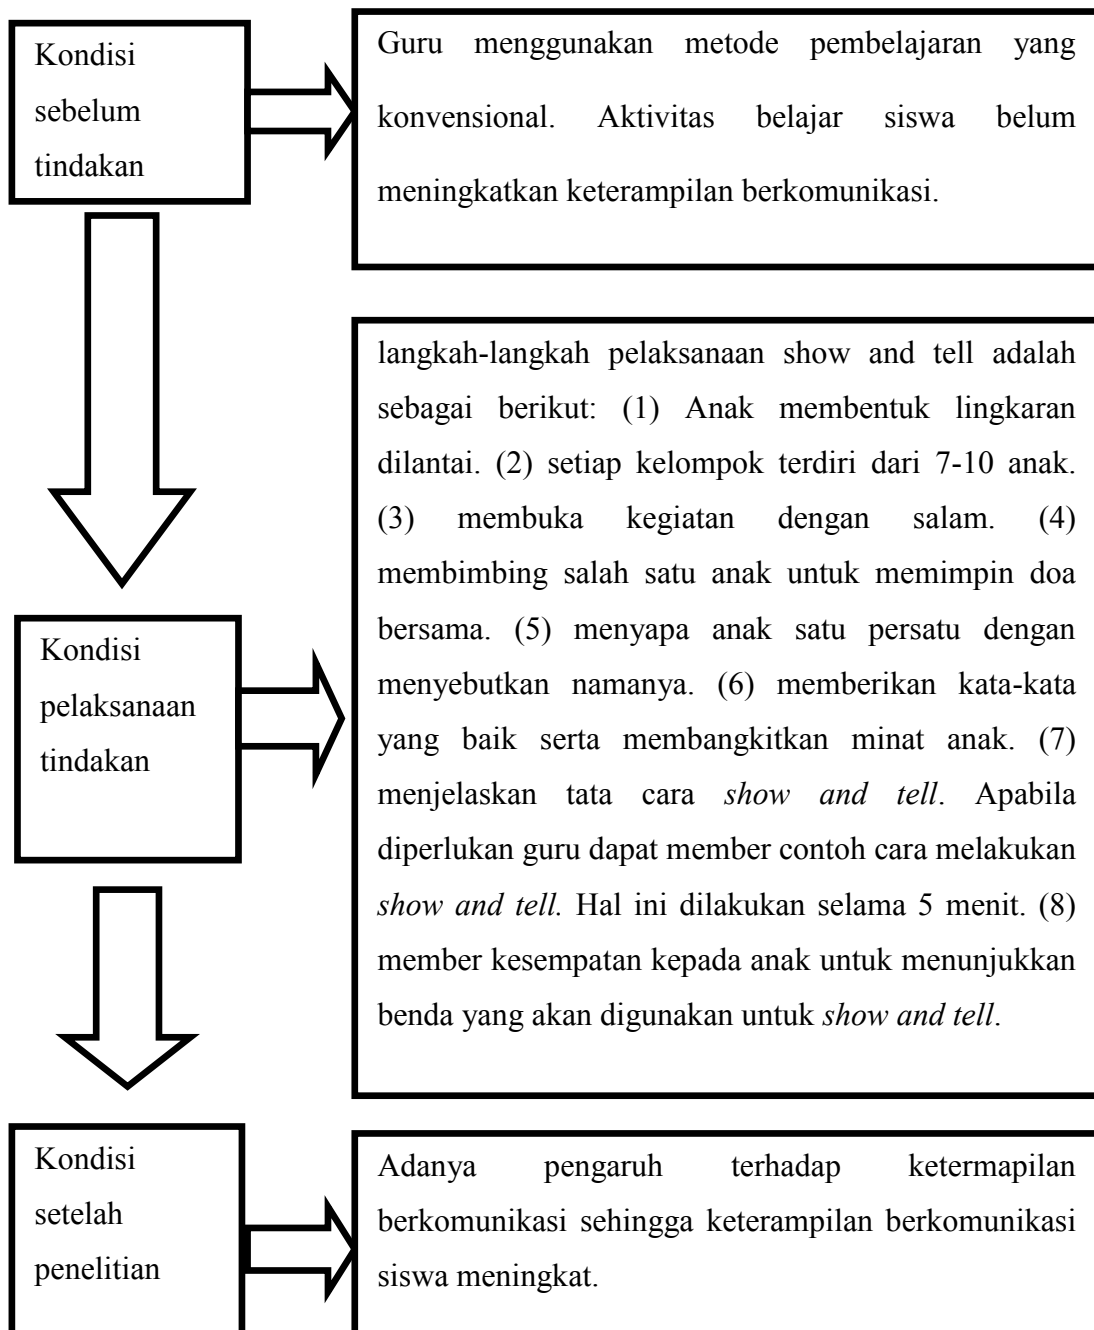 Kondisi
sebelum
tindakan
Guru menggunakan metode pembelajaran yang
konvensional. Aktivitas belajar siswa belum
meningkatkan keterampilan berkomunikasi.
Kondisi
pelaksanaan
tindakan
langkah-langkah pelaksanaan show and tell adalah
sebagai berikut: (1) Anak membentuk lingkaran
dilantai. (2) setiap kelompok terdiri dari 7-10 anak.
(3) membuka kegiatan dengan salam. (4)
membimbing salah satu anak untuk memimpin doa
bersama. (5) menyapa anak satu persatu dengan
menyebutkan namanya. (6) memberikan kata-kata
yang baik serta membangkitkan minat anak. (7)
menjelaskan tata cara show and tell. Apabila
diperlukan guru dapat member contoh cara melakukan
show and tell. Hal ini dilakukan selama 5 menit. (8)
member kesempatan kepada anak untuk menunjukkan
benda yang akan digunakan untuk show and tell.
Kondisi
setelah
penelitian
Adanya pengaruh terhadap ketermapilan
berkomunikasi sehingga keterampilan berkomunikasi
siswa meningkat.